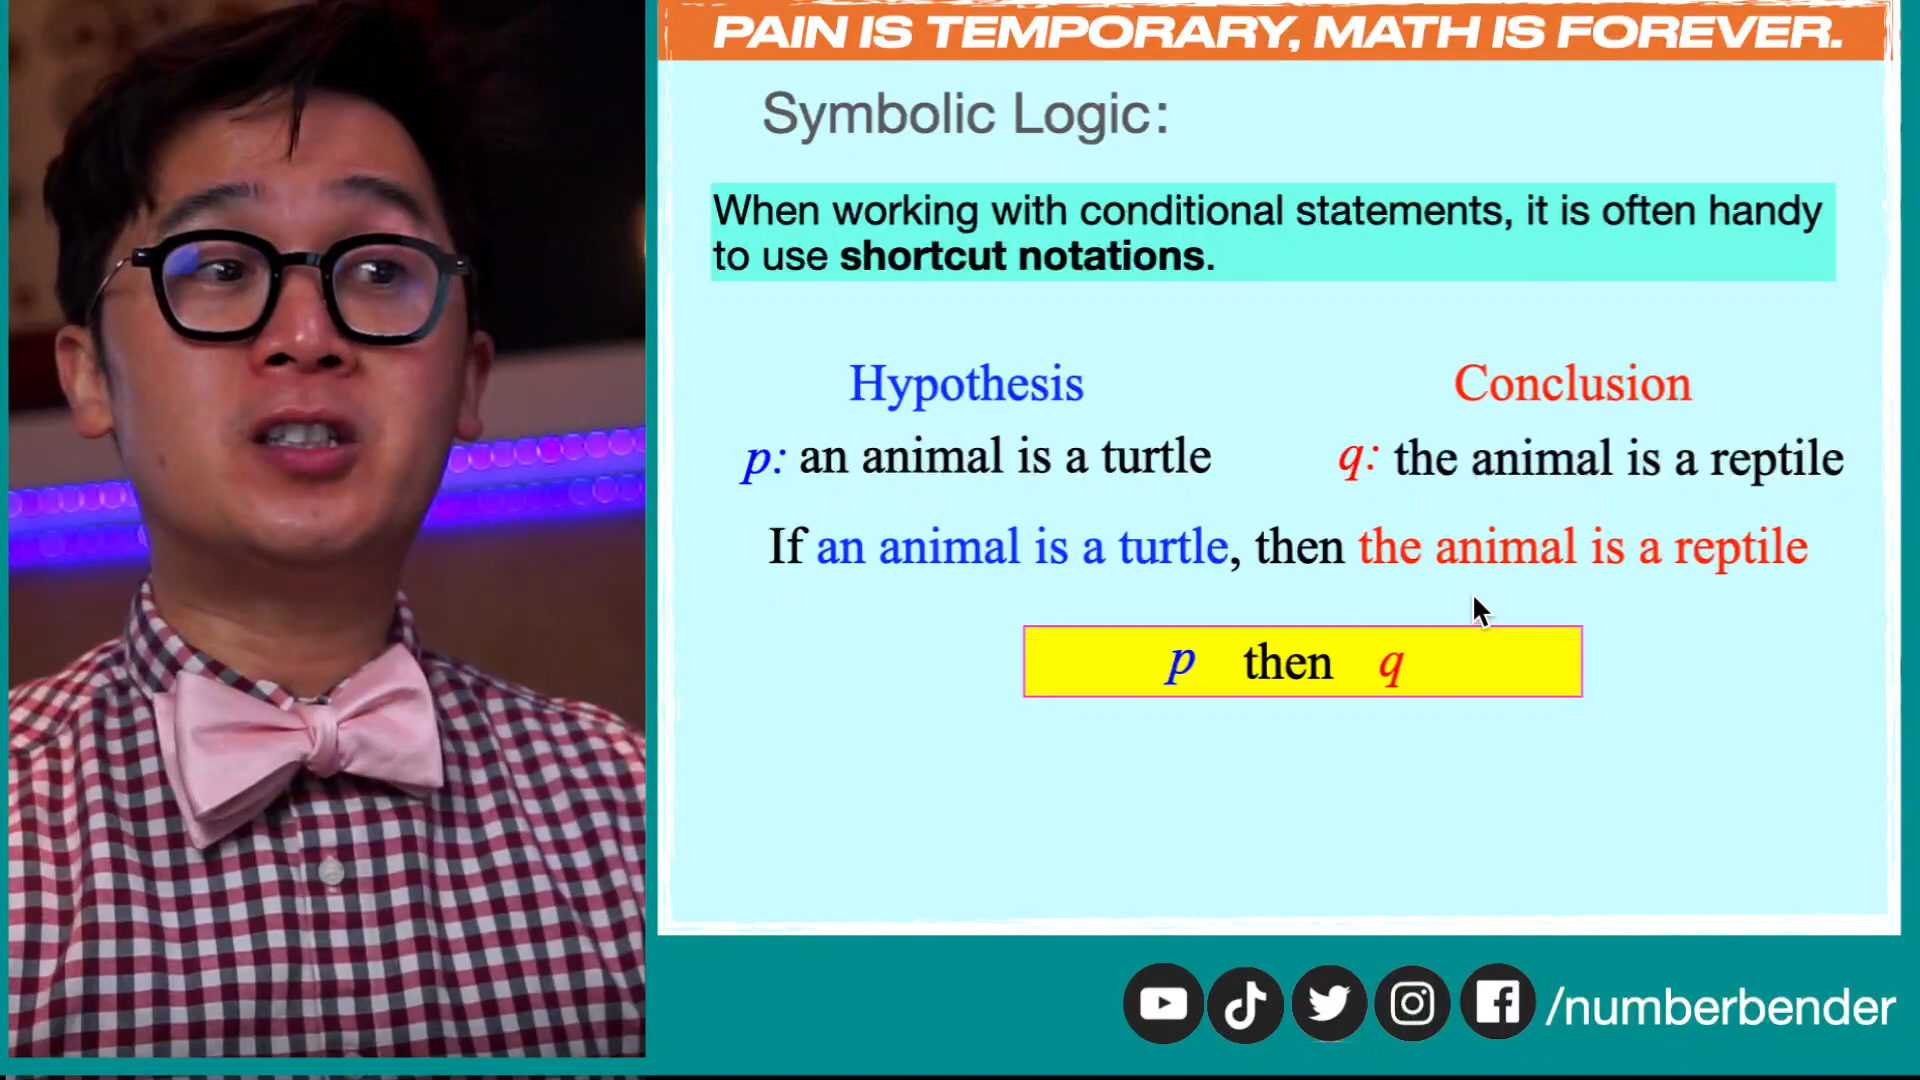 PAIN IS TEMPORARY, MATH IS FOREVER.
Symbolic Logic:
When working with conditional statements, it is often handy
to use shortcut notations.
Hypothesis
Conclusion
p: an animal is a turtle
q: the animal is a reptile
If an animal is a turtle, then the animal is a reptile
p then q
/numberbender